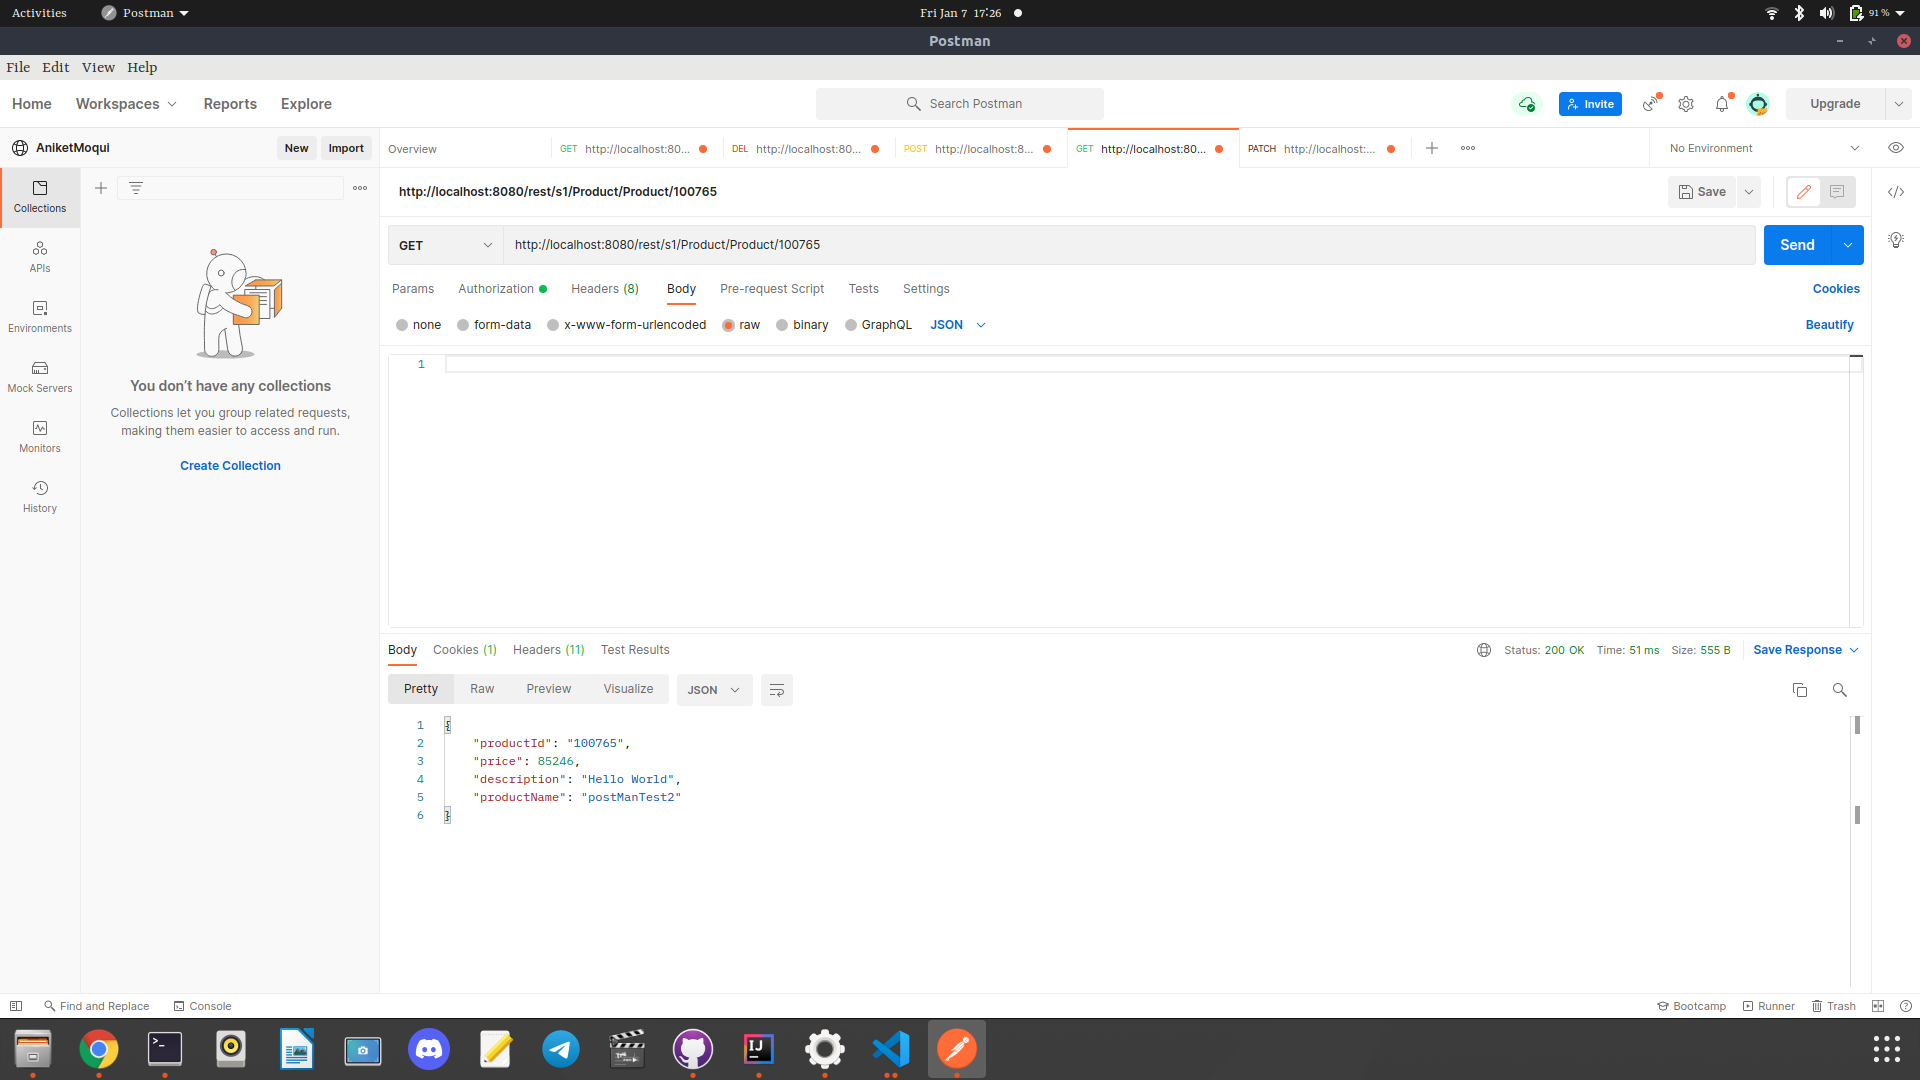 Activities Postman Fri Jan 7 17:26 91 %
Postman
File Edit View Help
Home Workspaces Reports Explore Search Postman Invite Upgrade
AniketMoqui New Import Overview GET http://localhost:80... DEL http://localhost:80... POST http://localhost:8... GET http://localhost:80... PATCH http://localhost:... No Environment
Collections
http://localhost:8080/rest/s1/Product/Product/100765 Save
APIs
GET http://localhost:8080/rest/s1/Product/Product/100765 Send
Params Authorization Headers (8) Body Pre-request Script Tests Settings Cookies
Environments
none form-data x-www-form-urlencoded raw binary GraphQL JSON Beautify
1
Mock Servers
You don't have any collections
Collections let you group related requests,
making them easier to access and run.
Monitors
Create Collection
History
Body Cookies (1) Headers (11) Test Results Status: 200 OK Time: 51 ms Size: 555 B Save Response
Pretty Raw Preview Visualize JSON
1 {
2 "productId": "100765",
3 "price": 85246,
4 "description": "Hello World",
5 "productName": "postManTest2"
6 }
Find and Replace Console Bootcamp Runner Trash